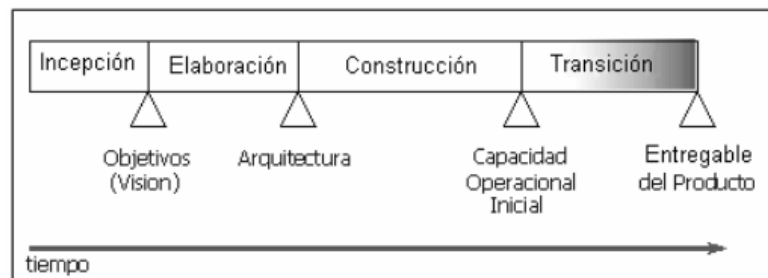 Incepción
Elaboración
Construcción
Transición
Objetivos
(Vision)
Arquitectura
Capacidad
Operacional
Inicial
Entregable
del Producto
tiempo